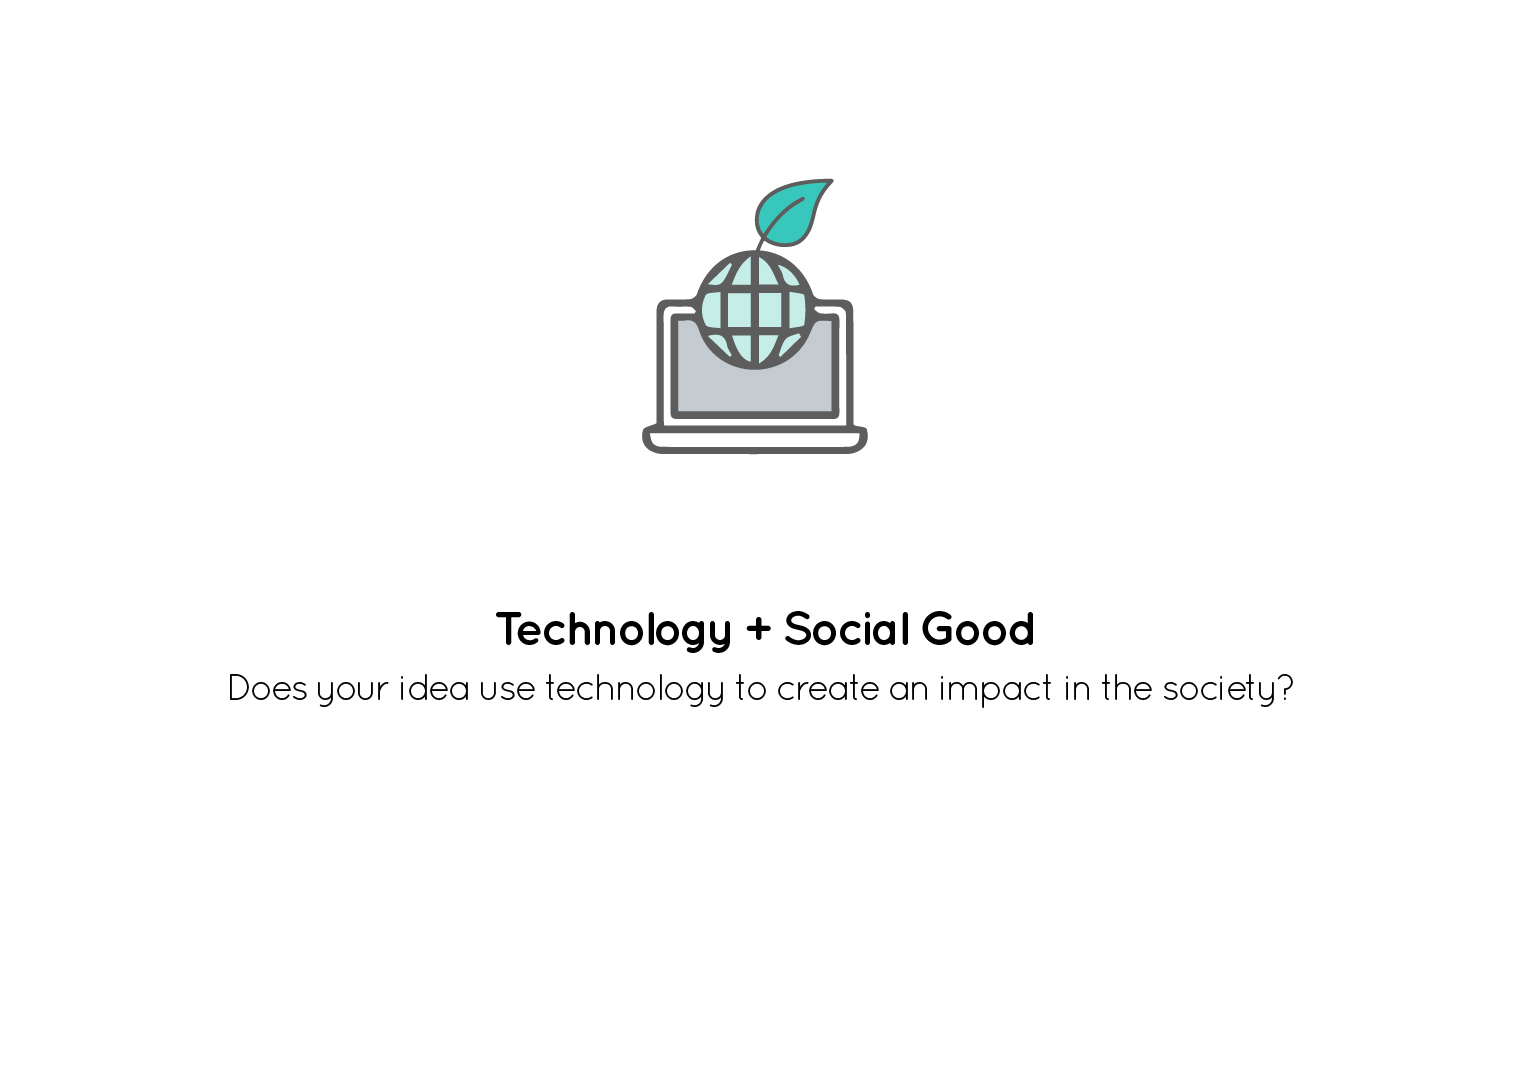 Technology + Social Good
Does your idea use technology to create an impact in the society?